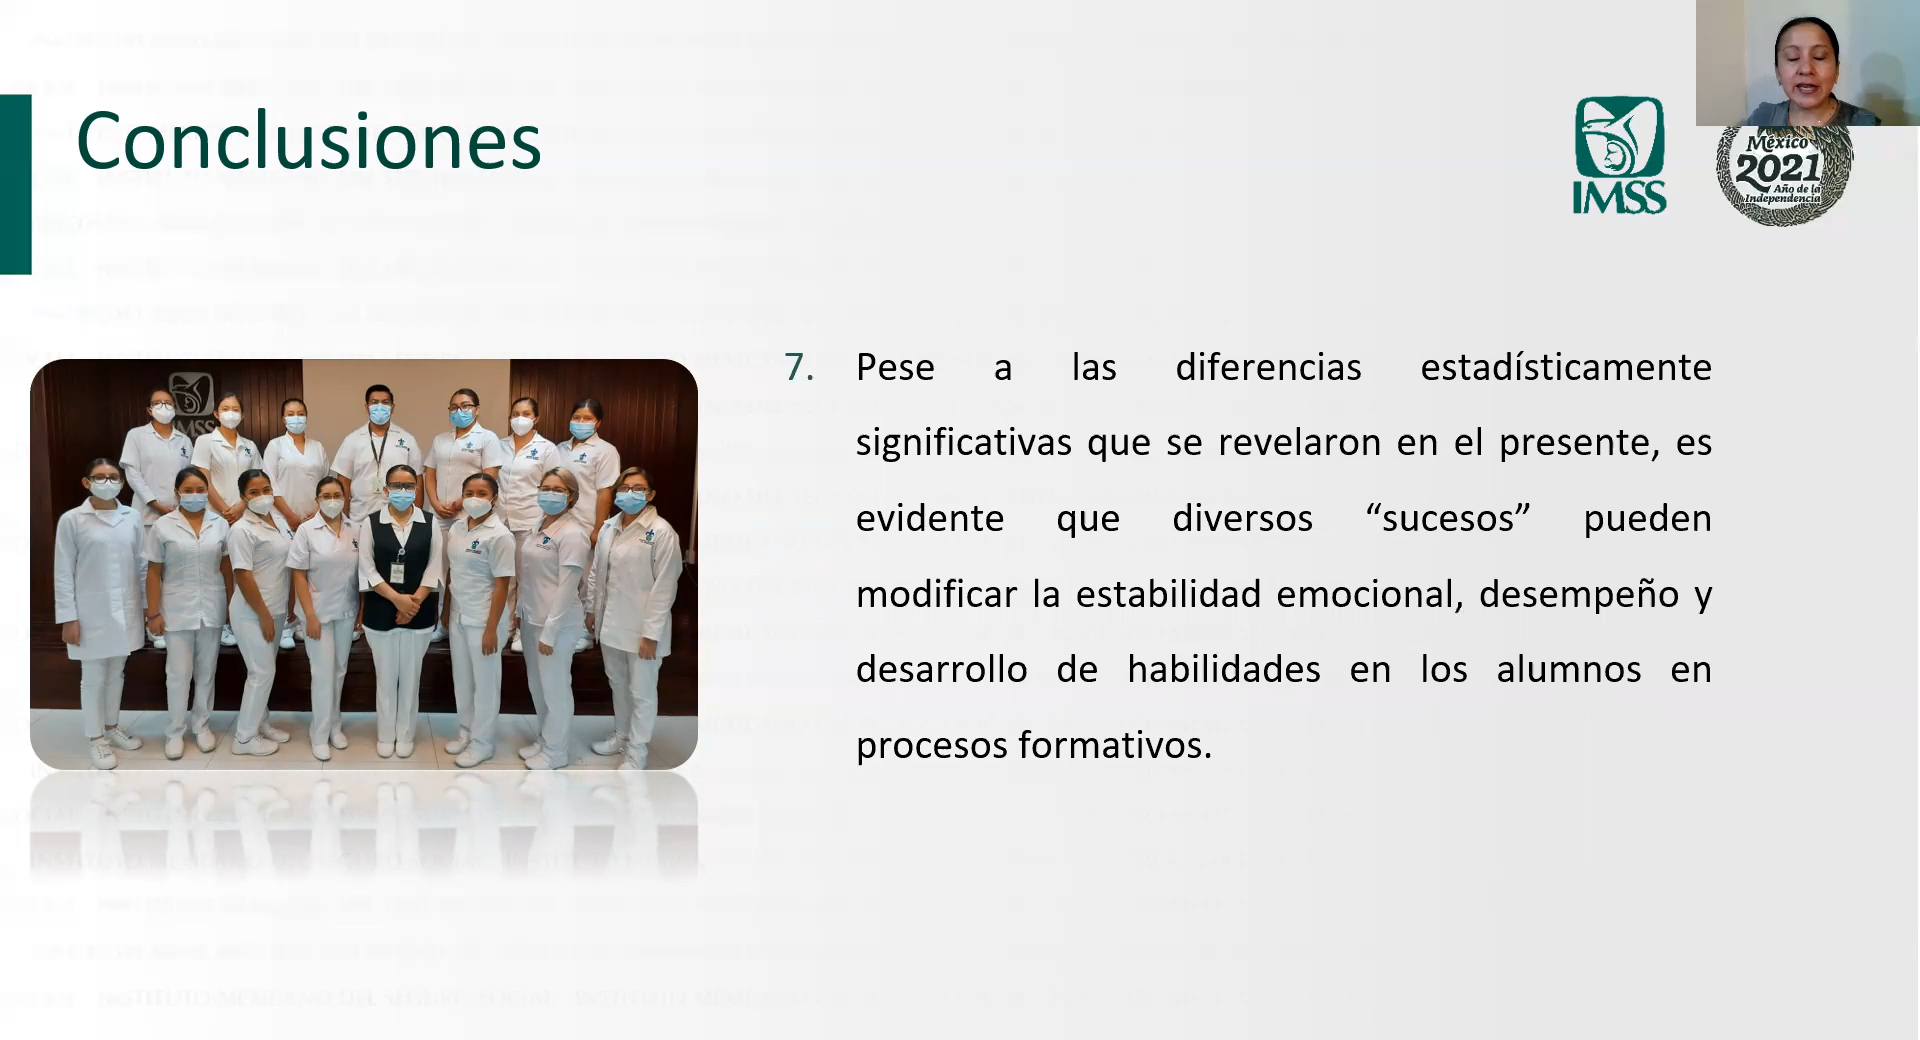 Conclusiones
IMSS
México
2021
Año de la
Independencia
IMSS
7. Pese a las diferencias estadísticamente
significativas que se revelaron en el presente, es
evidente que diversos “sucesos” pueden
modificar la estabilidad emocional, desempeño y
desarrollo de habilidades en los alumnos en
procesos formativos.